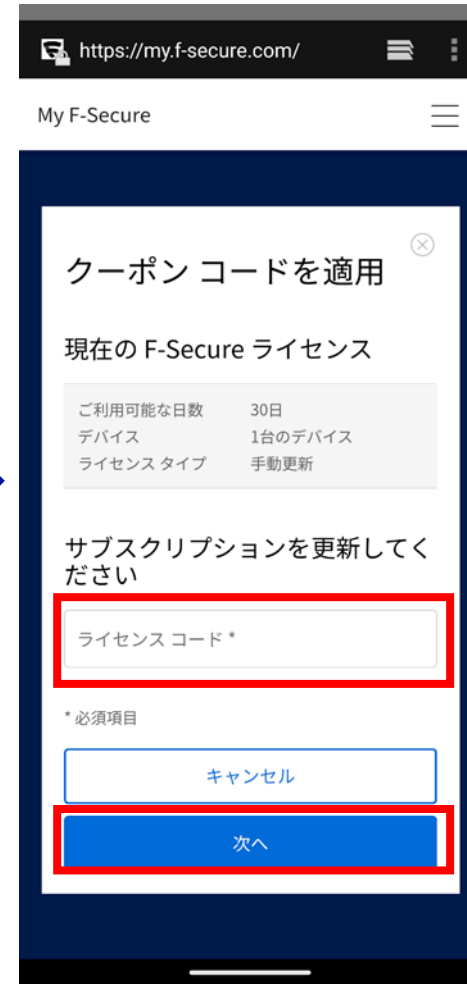 https://my.f-secure.com/
My F-Secure
クーポン コードを適用
現在の F-Secure ライセンス
ご利用可能な日数 30日
デバイス 1台のデバイス
ライセンス タイプ 手動更新
サブスクリプションを更新してく
ださい
ライセンス コード *
* 必須項目
キャンセル
次へ